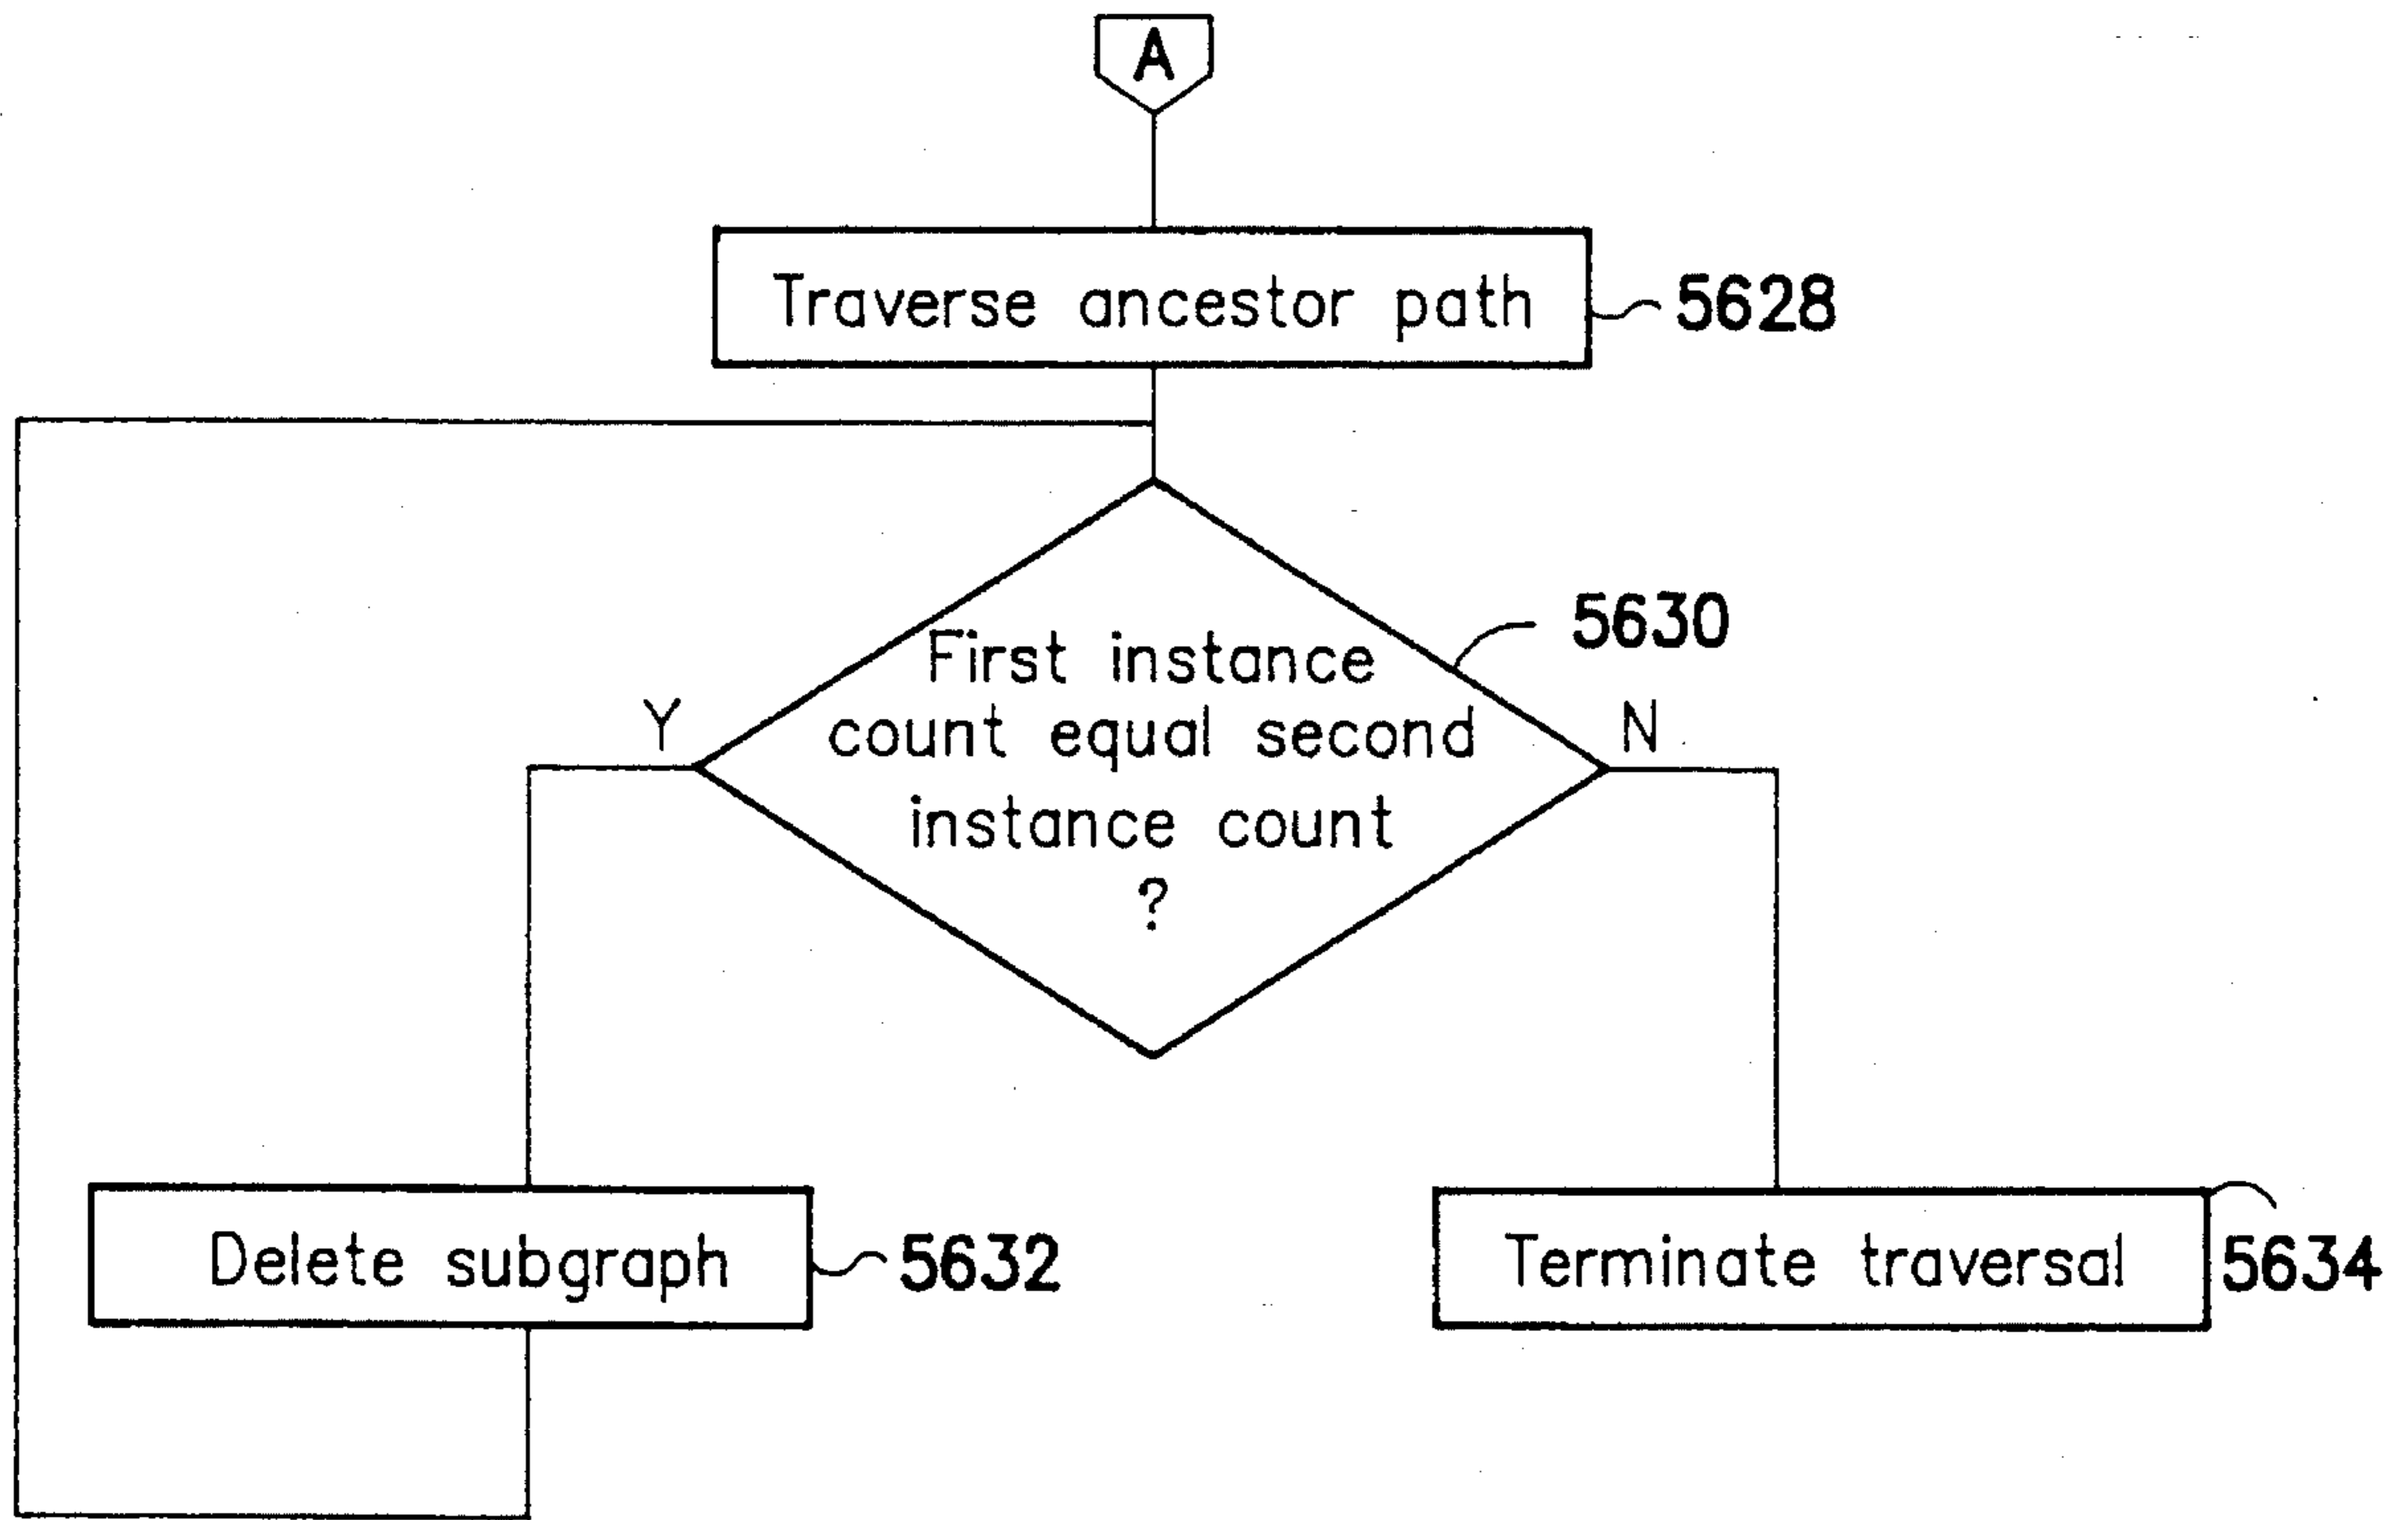 A
Traverse ancestor path
5628
5630
First instance
count equal second
instance count
?
Y
N
Delete subgraph
5632
Terminate traversal
5634